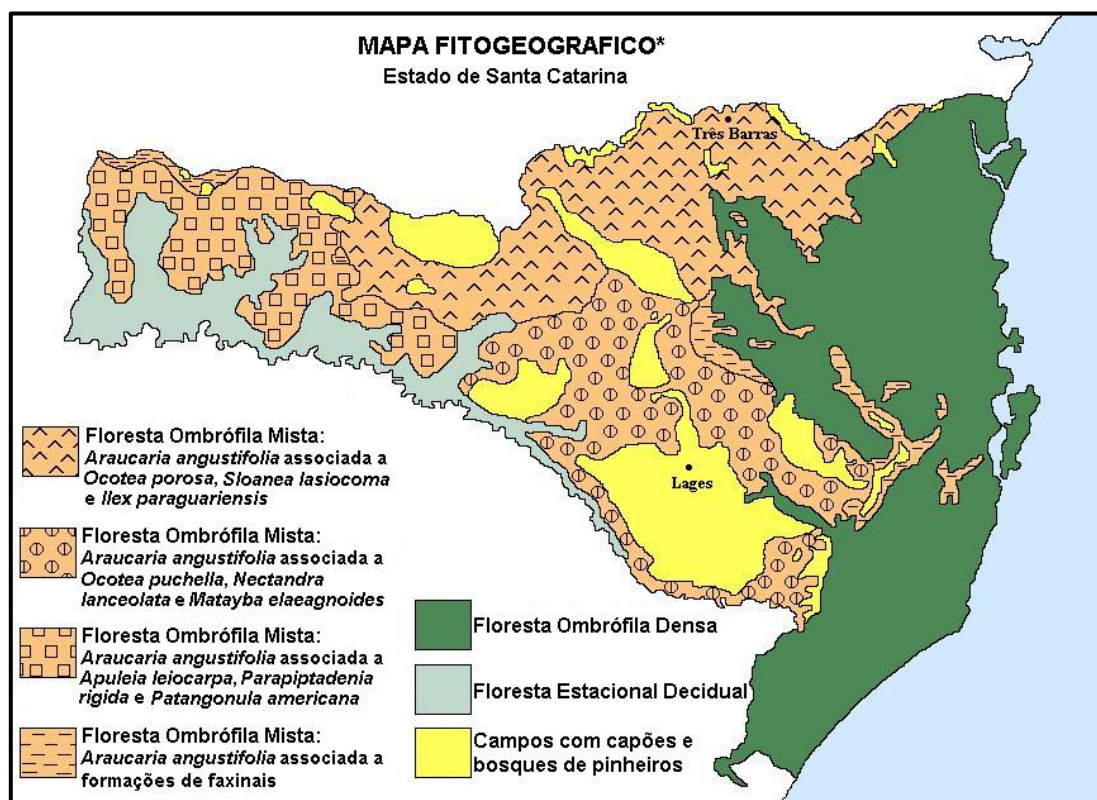 MAPA FITOGEOGRAFICO*
Estado de Santa Catarina
Três Barras
Lages
Floresta Ombrófila Mista:
Araucaria angustifolia associada a
Ocotea porosa, Sloanea lasiocoma
e Ilex paraguariensis
Floresta Ombrófila Mista:
Araucaria angustifolia associada a
Ocotea puchella, Nectandra
lanceolata e Matayba elaeagnoides
Floresta Ombrófila Mista:
Araucaria angustifolia associada a
Apuleia leiocarpa, Parapiptadenia
rigida e Patangonula americana
Floresta Ombrófila Mista:
Araucaria angustifolia associada a
formações de faxinais
Floresta Ombrófila Densa
Floresta Estacional Decidual
Campos com capões e
bosques de pinheiros